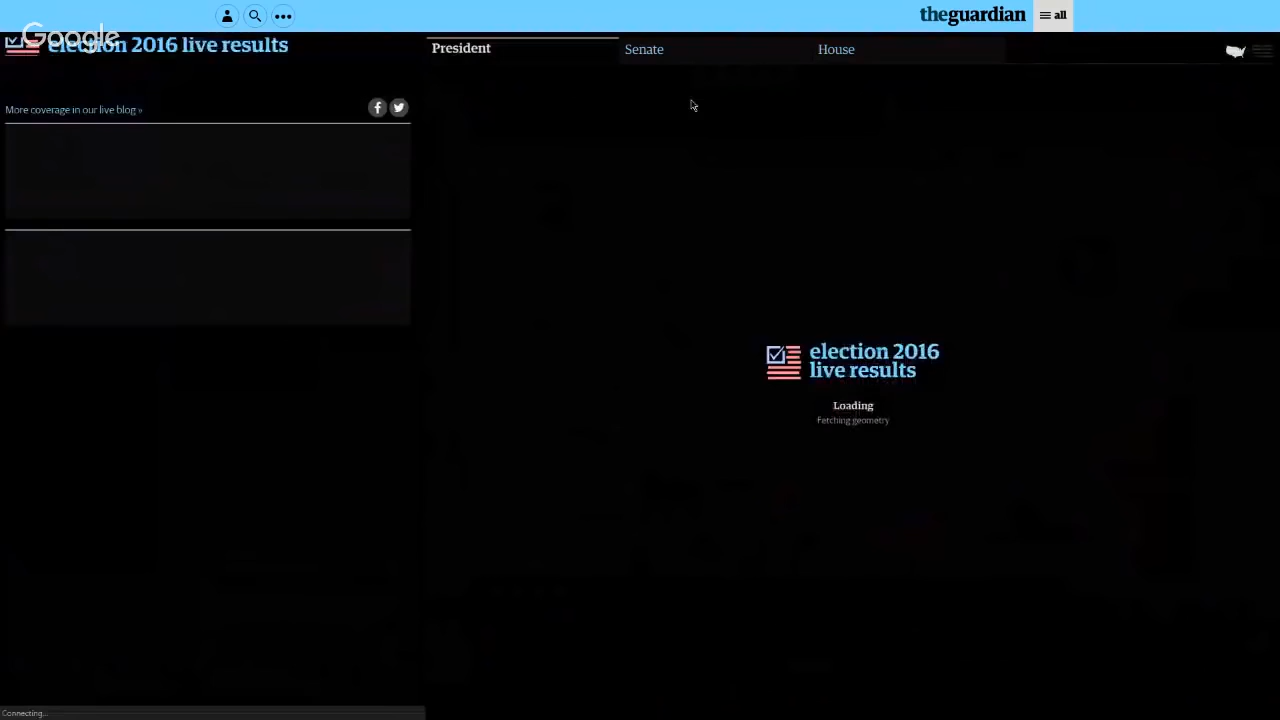 theguardian
all
Google
election 2016 live results
President
Senate
House
More coverage in our live blog »
election 2016
live results
Loading
Fetching geometry
Connecting...